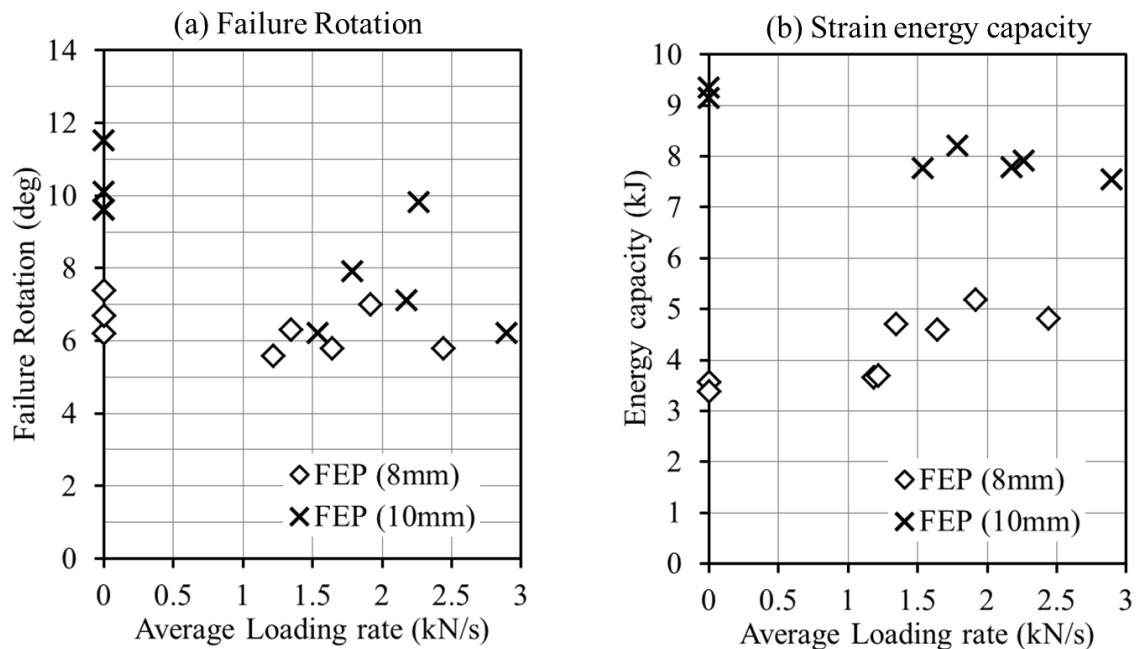 (a) Failure Rotation
14
12
10
8
6
4
2
0
Failure Rotation (deg)
FEP (8mm)
FEP (10mm)
0 0.5 1 1.5 2 2.5 3
Average Loading rate (kN/s)
(b) Strain energy capacity
10
9
8
7
6
5
4
3
2
1
0
Energy capacity (kJ)
FEP (8mm)
FEP (10mm)
0 0.5 1 1.5 2 2.5 3
Average Loading rate (kN/s)